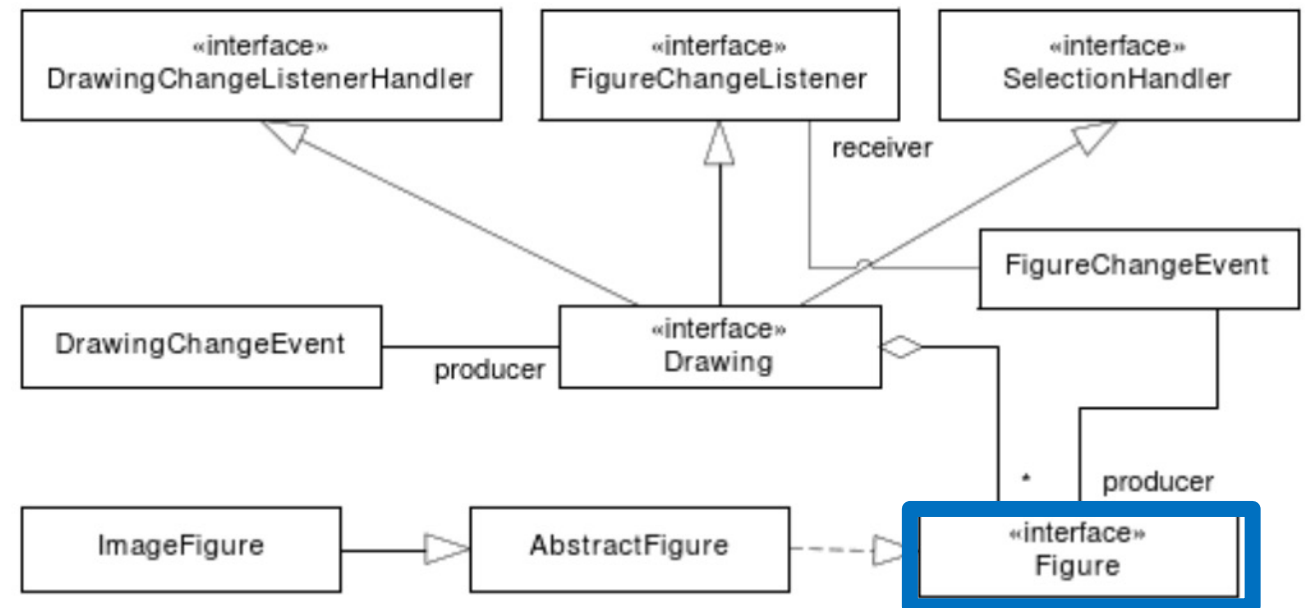 «interface»
DrawingChangeListenerHandler
«interface»
FigureChangeListener
«interface»
SelectionHandler
receiver
FigureChangeEvent
DrawingChangeEvent
producer
«interface»
Drawing
*
producer
ImageFigure
AbstractFigure
«interface»
Figure